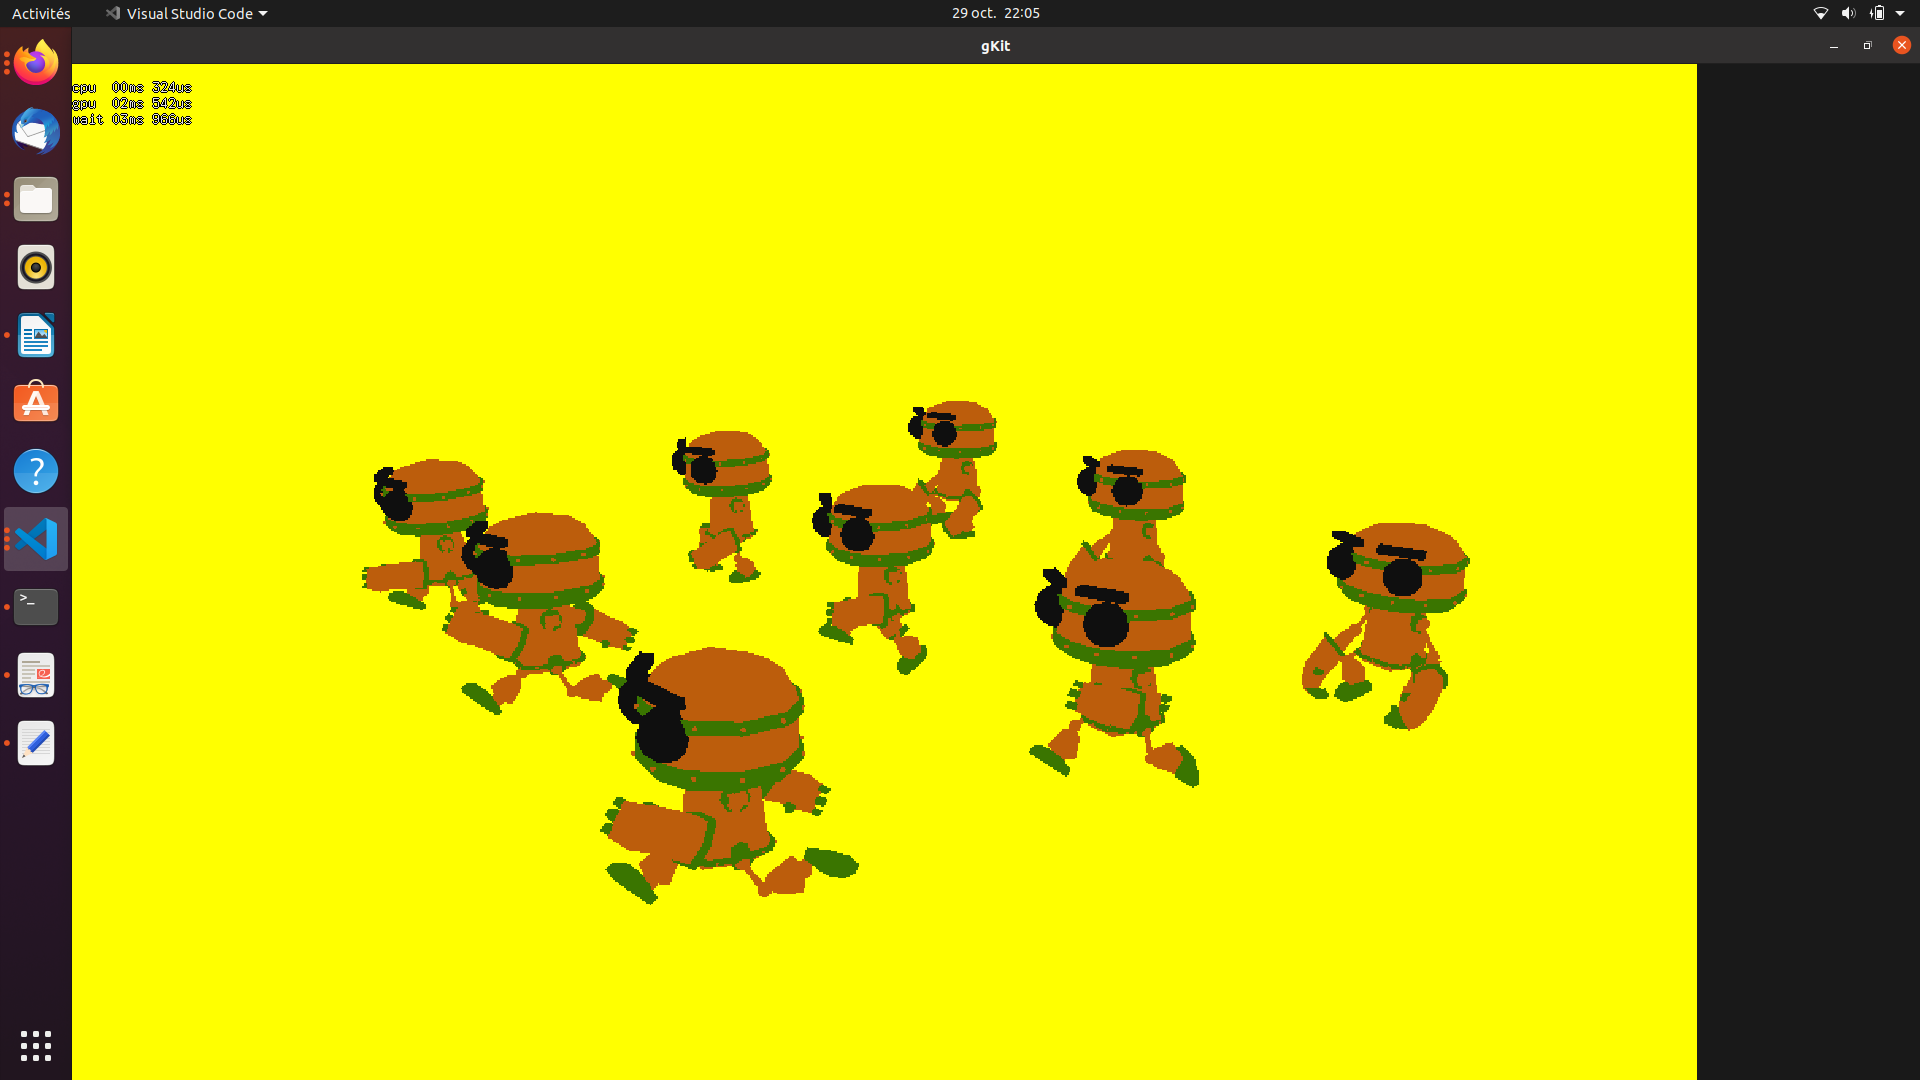 Activités
Visual Studio Code
29 oct. 22:05
gKit
cpu 00ms 324us
gpu 02ms 542us
wait 03ms 966us